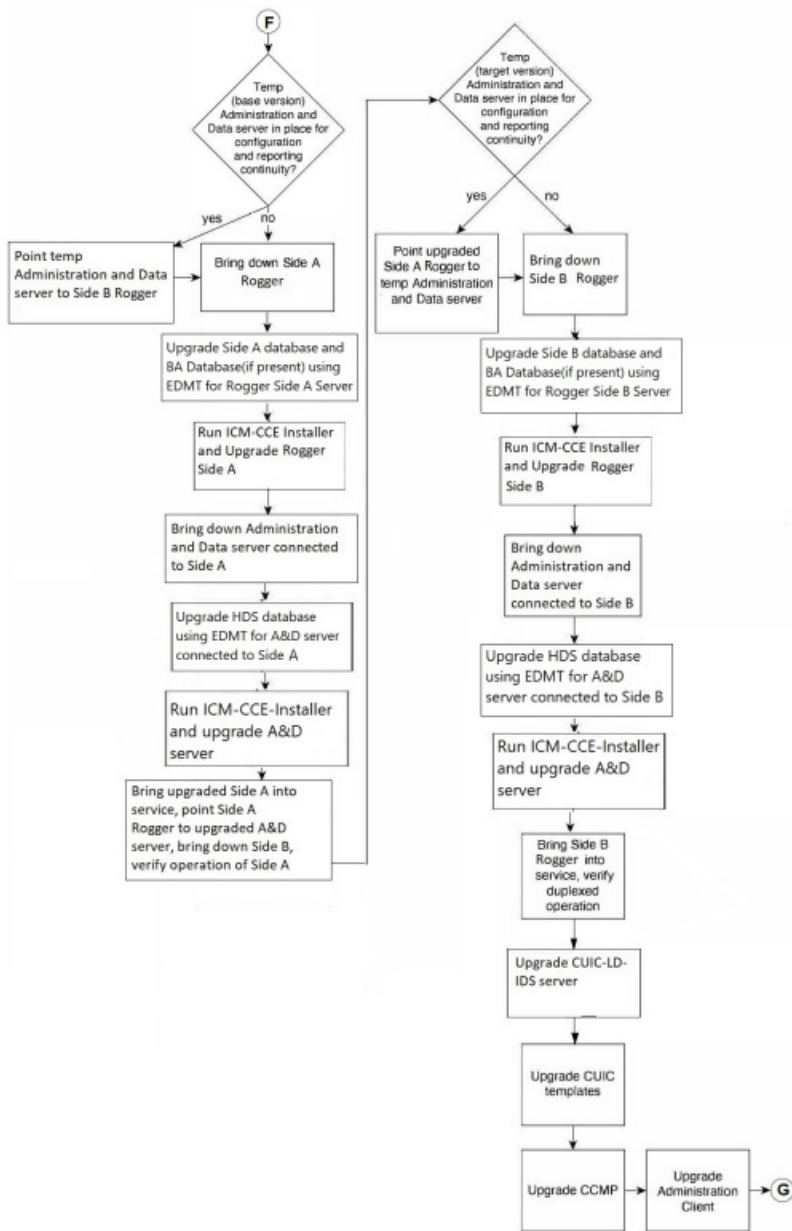 F
Temp
(base version)
Administration and
Data server in place for
configuration
and reporting
continuity?
yes
no
Point temp
Administration and Data
server to Side B Rogger
Bring down Side A
Rogger
Upgrade Side A database and
BA Database(if present) using
EDMT for Rogger Side A Server
Run ICM-CCE Installer
and Upgrade Rogger
Side A
Bring down Administration
and Data server connected
to Side A
Upgrade HDS database
using EDMT for A&D server
connected to Side A
Run ICM-CCE-Installer
and upgrade A&D
server
Bring upgraded Side A into
service, point Side A
Rogger to upgraded A&D
server, bring down Side B,
verify operation of Side A
Temp
(target version)
Administration and
Data server in place for
configuration
and reporting
continuity?
yes
no
Point upgraded
Side A Rogger to
temp Administration
and Data server
Bring down
Side B Rogger
Upgrade Side B database and
BA Database(if present) using
EDMT for Rogger Side B Server
Run ICM-CCE Installer
and Upgrade Rogger
Side B
Bring down
Administration and
Data server
connected to Side B
Upgrade HDS database
using EDMT for A&D
server connected to Side B
Run ICM-CCE-Installer
and upgrade A&D
server
Bring Side B
Rogger into
service, verify
duplexed
operation
Upgrade CUIC-LD-
IDS server
Upgrade CUIC
templates
Upgrade CCMP
Upgrade
Administration
Client
G